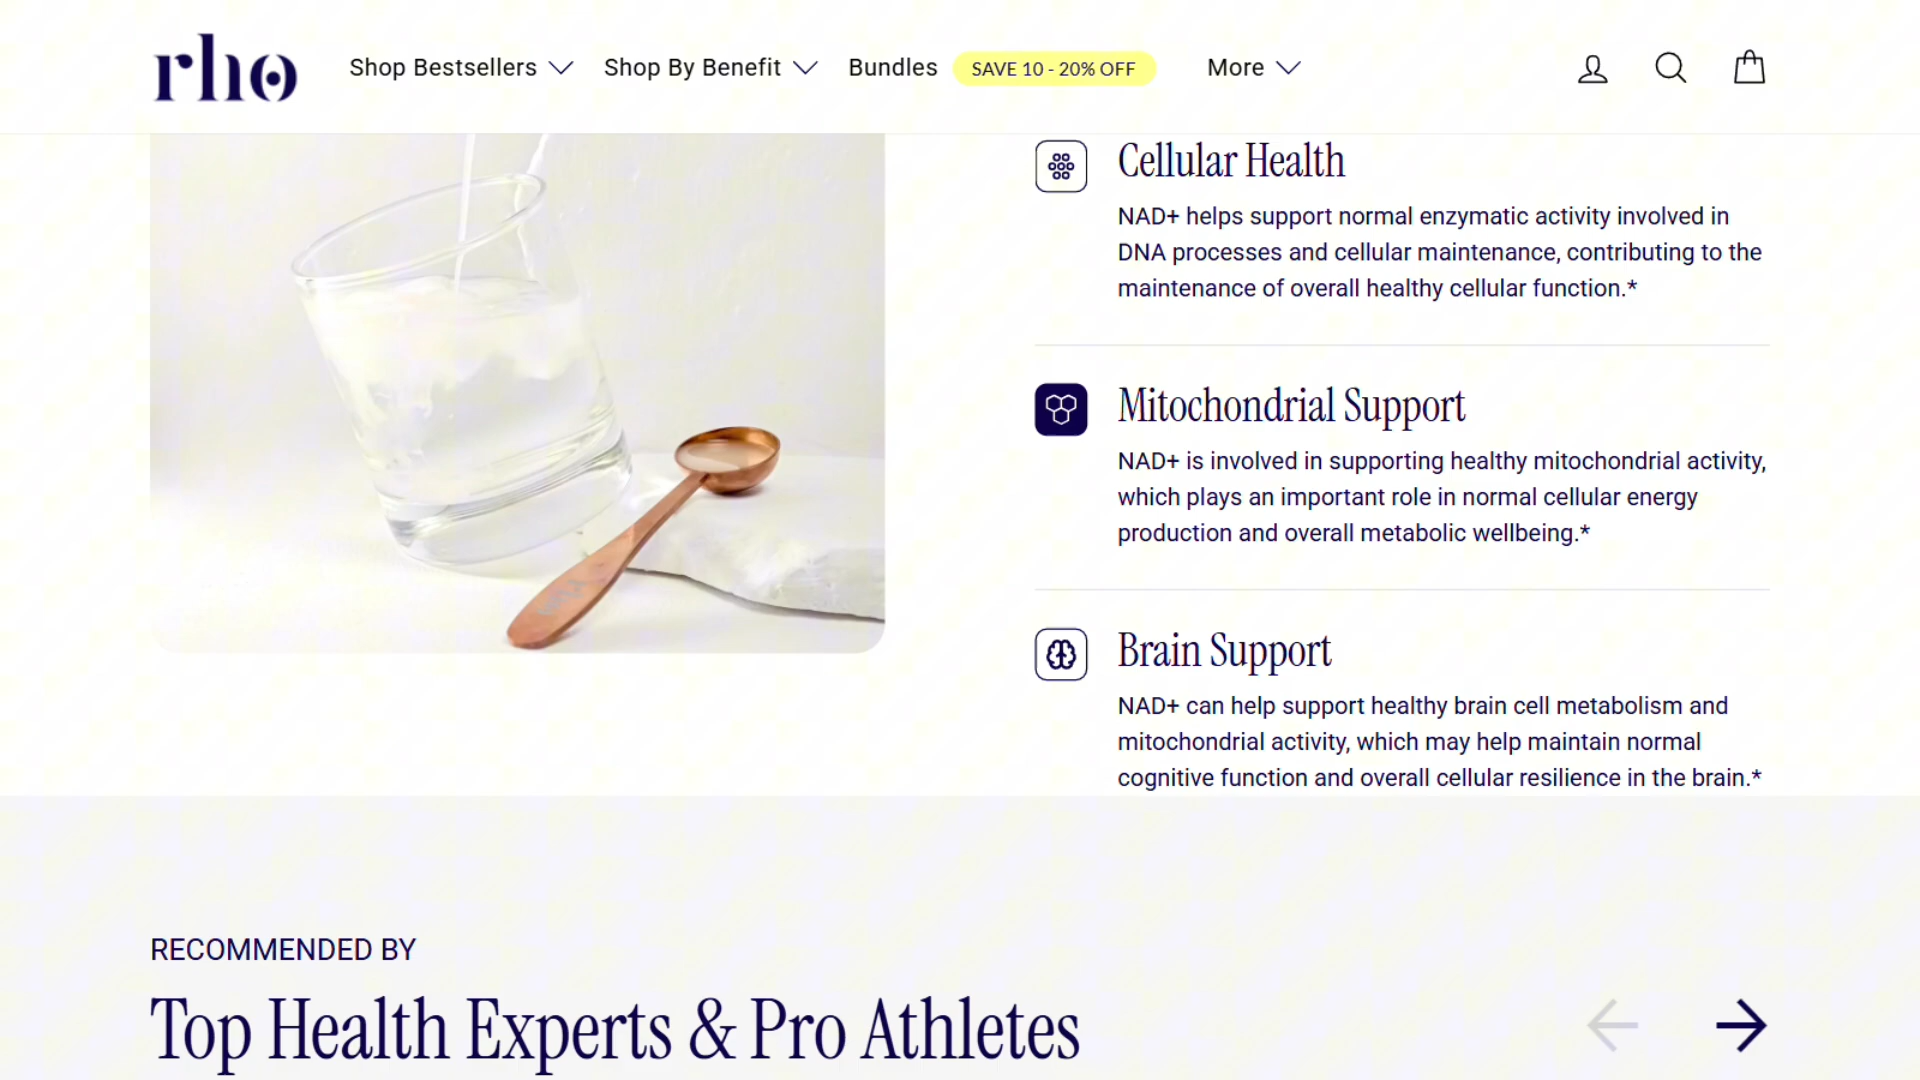 rho
Shop Bestsellers
Shop By Benefit
Bundles
SAVE 10 - 20% OFF
More
Cellular Health
NAD+ helps support normal enzymatic activity involved in
DNA processes and cellular maintenance, contributing to the
maintenance of overall healthy cellular function.*
Mitochondrial Support
NAD+ is involved in supporting healthy mitochondrial activity,
which plays an important role in normal cellular energy
production and overall metabolic wellbeing.*
Brain Support
NAD+ can help support healthy brain cell metabolism and
mitochondrial activity, which may help maintain normal
cognitive function and overall cellular resilience in the brain.*
RECOMMENDED BY
Top Health Experts & Pro Athletes